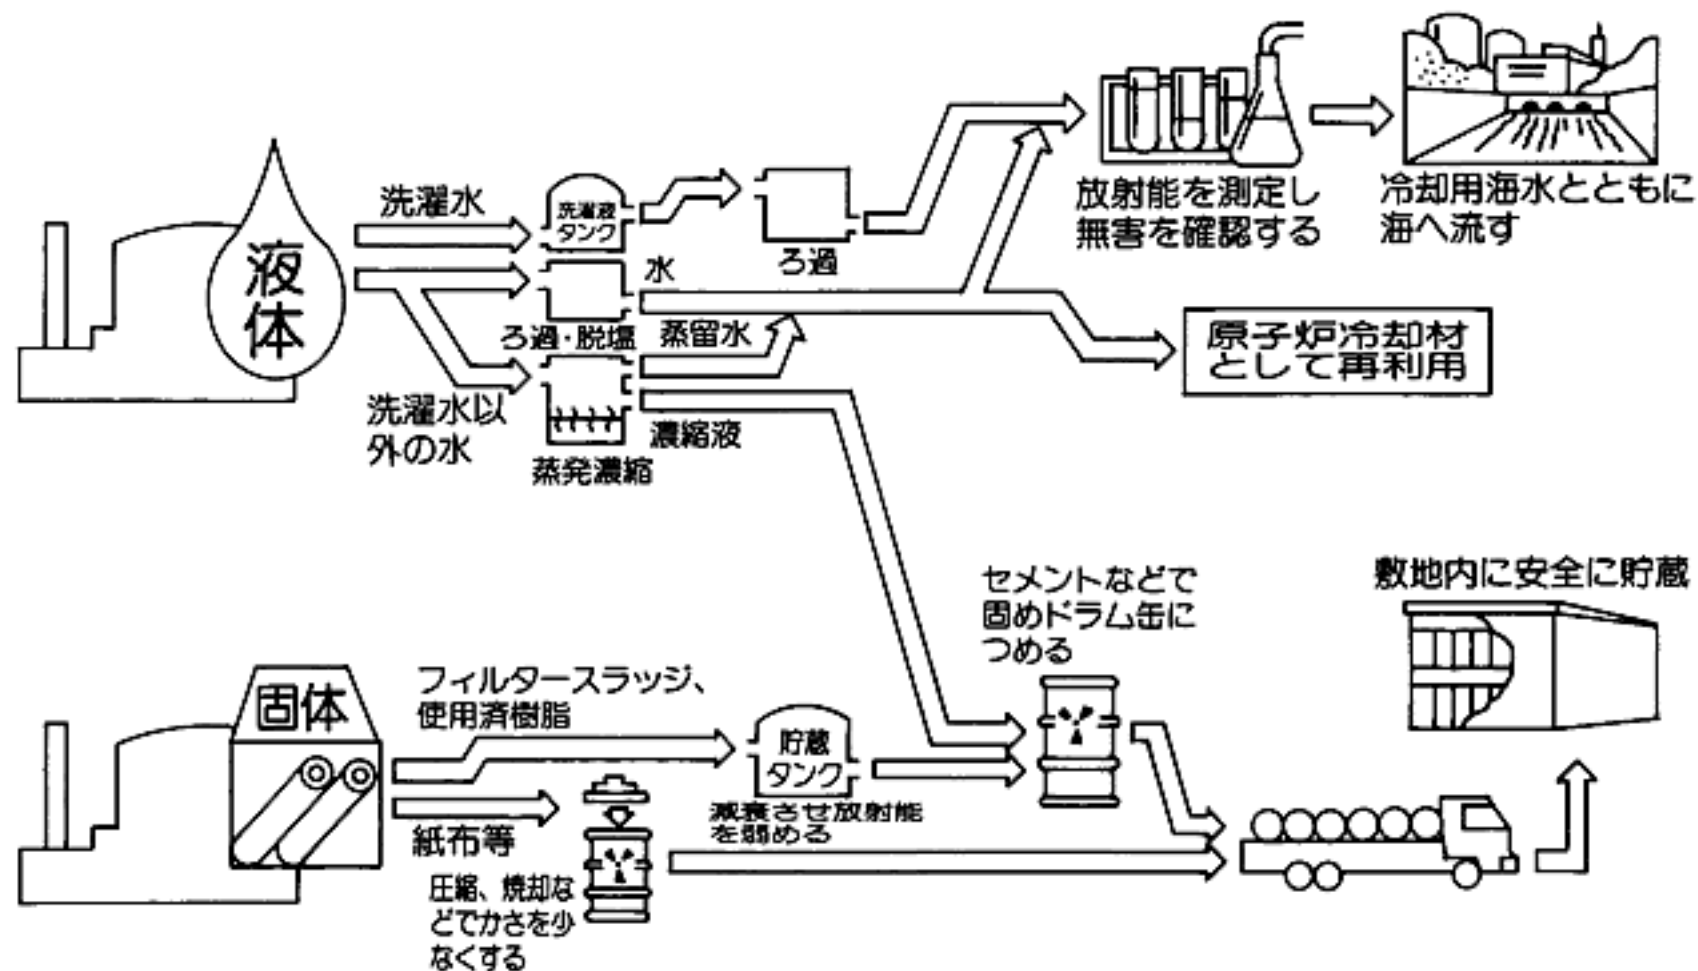 液
体
洗濯水
洗濯液
タンク
ろ過
放射能を測定し
無害を確認する
冷却用海水とともに
海へ流す
水
ろ過・脱塩
蒸留水
原子炉冷却材
として再利用
洗濯水以
外の水
濃縮液
蒸発濃縮
セメントなどで
固めドラム缶に
つめる
敷地内に安全に貯蔵
固体
フィルタースラッジ、
使用済樹脂
貯蔵
タンク
減衰させ放射能
を弱める
紙布等
圧縮、焼却な
どでかさを少
なくする